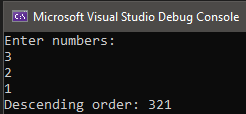 Microsoft Visual Studio Debug Console
Enter numbers:
3
2
1
Descending order: 321